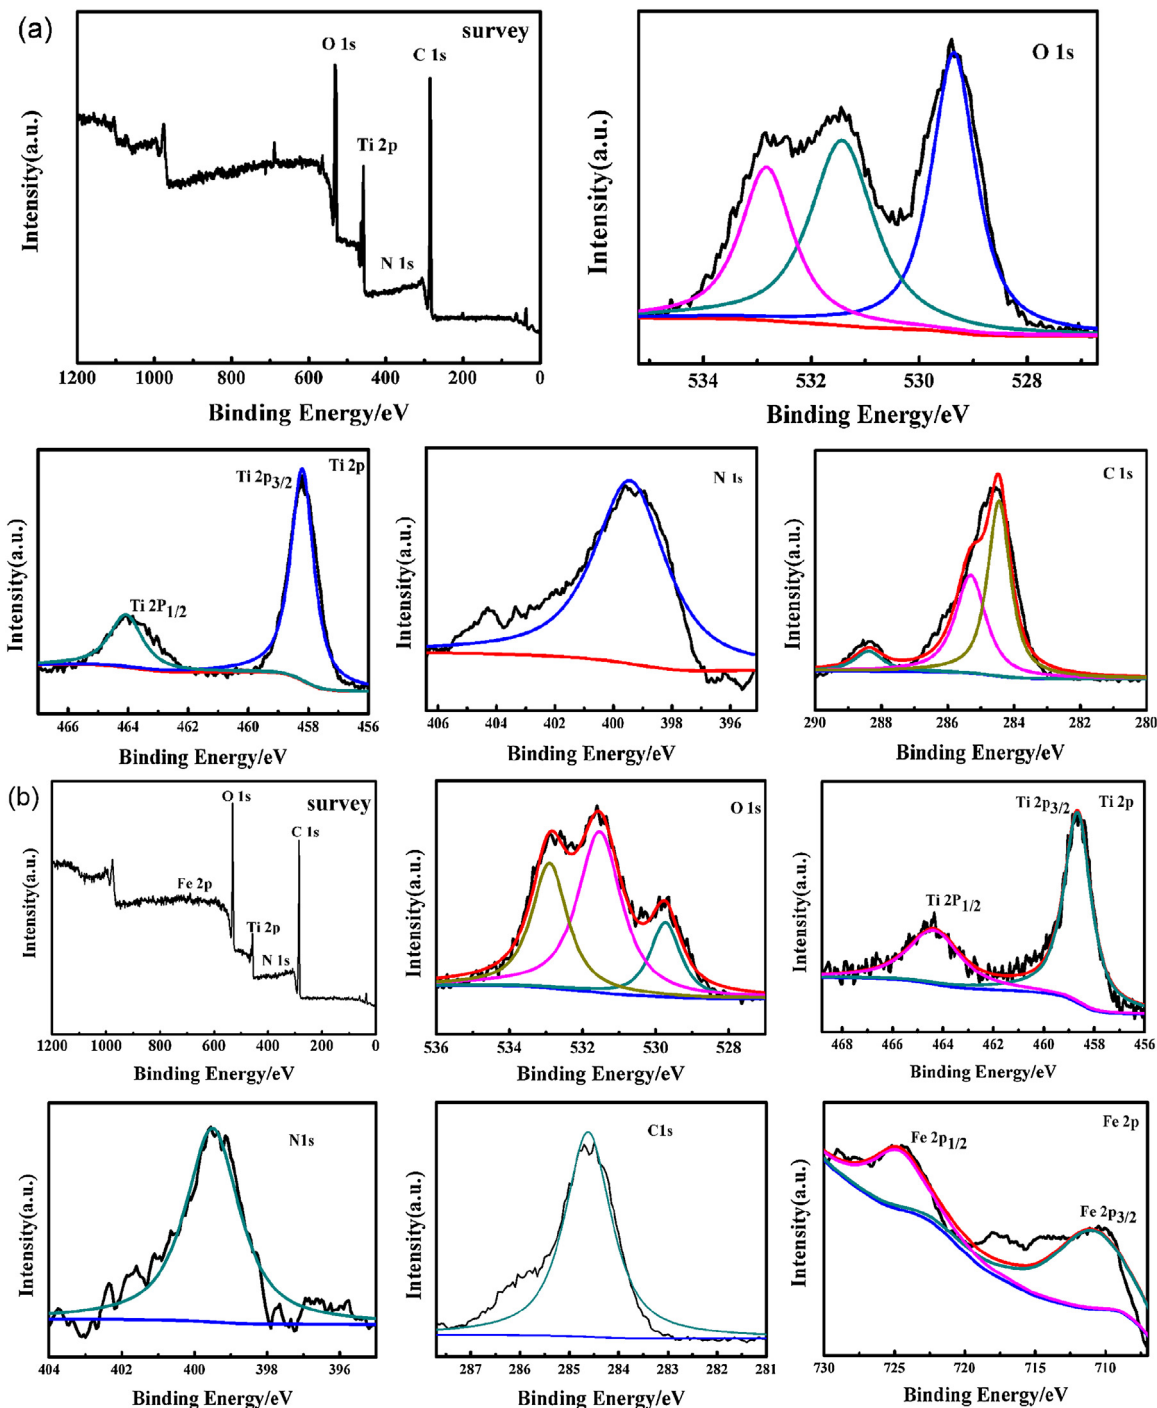 (a)
survey
O 1s
C 1s
Ti 2p
N 1s
Intensity(a.u.)
1200 1000 800 600 400 200 0
Binding Energy/eV
O 1s
Intensity(a.u.)
534 532 530 528
Binding Energy/eV
Ti 2p
Ti 2p3/2
Ti 2P1/2
Intensity(a.u.)
466 464 462 460 458 456
Binding Energy/eV
N 1s
Intensity(a.u.)
406 404 402 400 398 396
Binding Energy/eV
C 1s
Intensity(a.u.)
290 288 286 284 282 280
Binding Energy/eV
(b)
survey
O 1s
C 1s
Fe 2p
Ti 2p
N 1s
Intensity(a.u.)
1200 1000 800 600 400 200 0
Binding Energy/eV
O 1s
Intensity(a.u.)
536 534 532 530 528
Binding Energy/eV
Ti 2p3/2 Ti 2p
Ti 2P1/2
Intensity(a.u.)
468 466 464 462 460 458 456
Binding Energy/eV
N1s
Intensity(a.u.)
404 402 400 398 396
Binding Energy/eV
C1s
Intensity(a.u.)
287 286 285 284 283 282 281
Binding Energy/eV
Fe 2p
Fe 2p1/2
Fe 2p3/2
Intensity(a.u.)
730 725 720 715 710
Binding Energy/eV